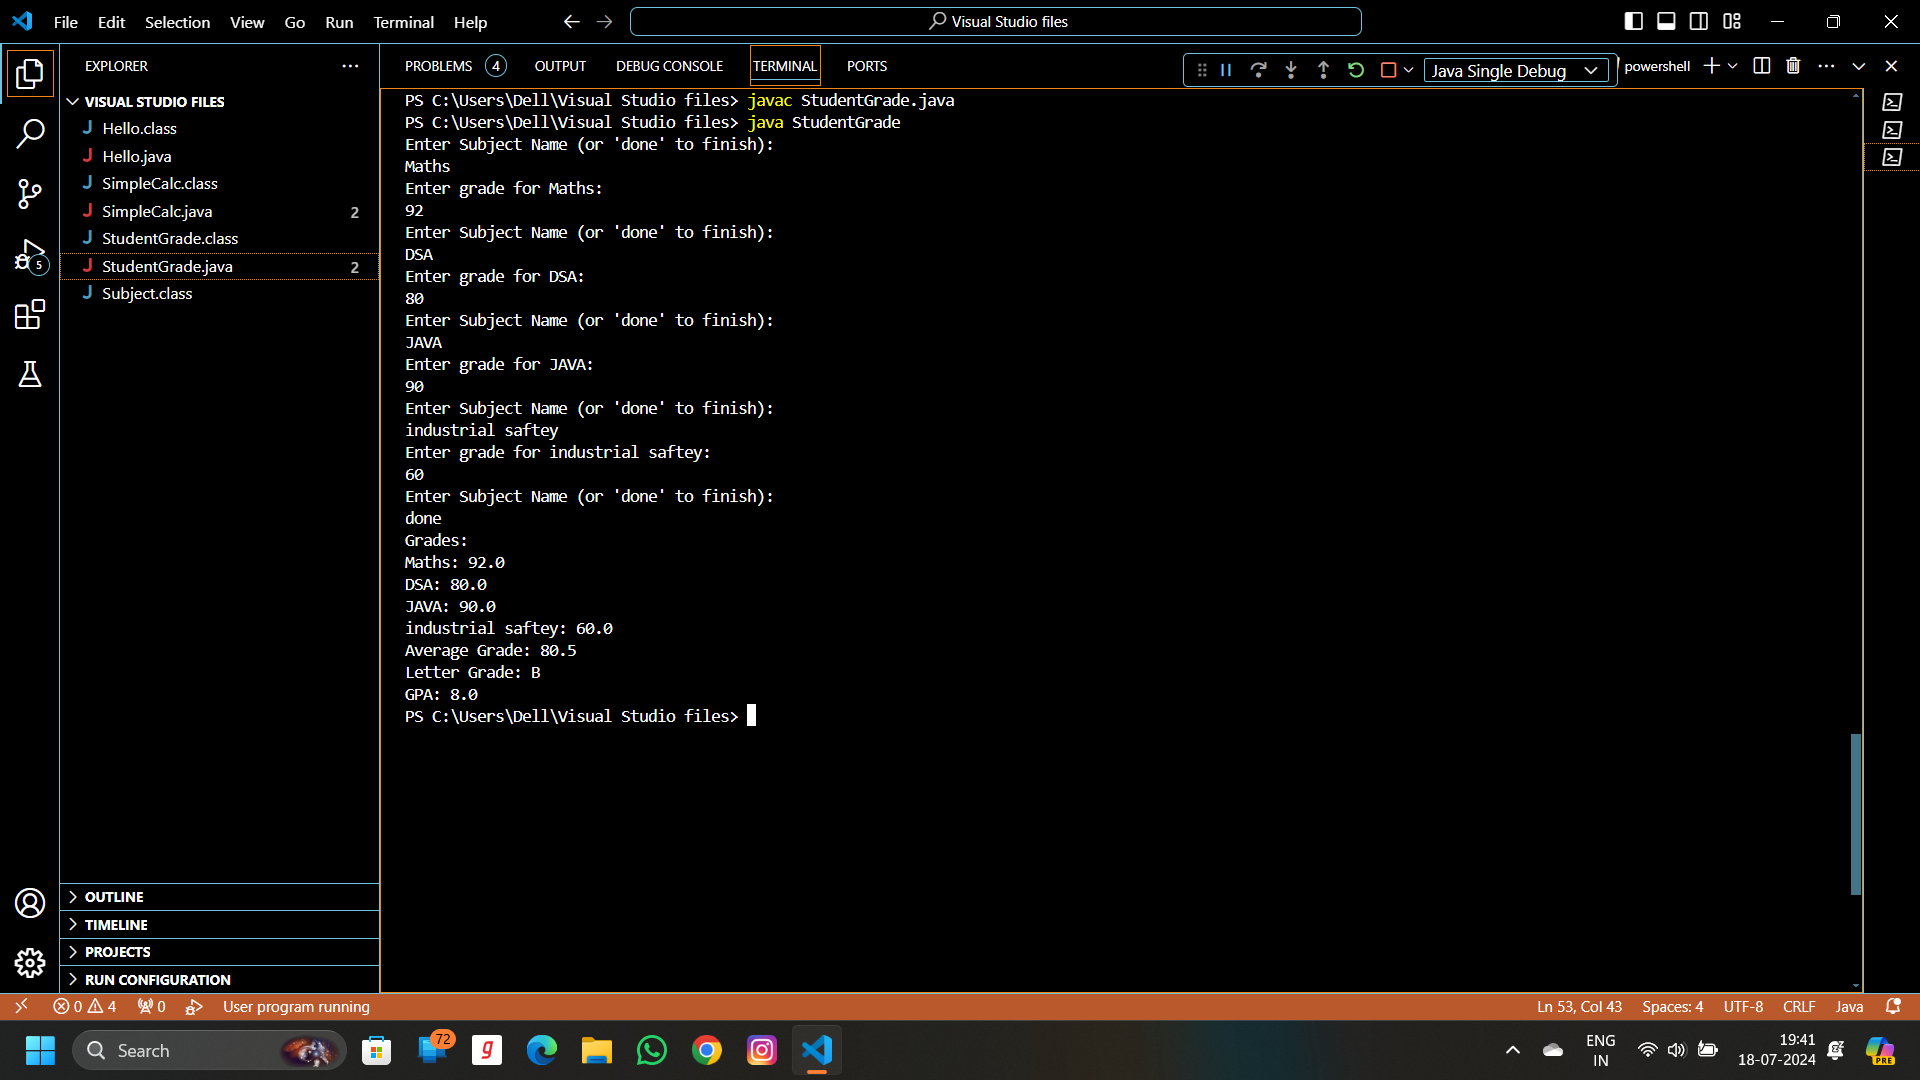 File Edit Selection View Go Run Terminal Help
Visual Studio files
EXPLORER
VISUAL STUDIO FILES
J Hello.class
J Hello.java
J SimpleCalc.class
J SimpleCalc.java 2
J StudentGrade.class
J StudentGrade.java 2
J Subject.class
5
OUTLINE
TIMELINE
PROJECTS
RUN CONFIGURATION
PROBLEMS 4 OUTPUT DEBUG CONSOLE TERMINAL PORTS
Java Single Debug
powershell
PS C:\Users\Dell\Visual Studio files> javac StudentGrade.java
PS C:\Users\Dell\Visual Studio files> java StudentGrade
Enter Subject Name (or 'done' to finish):
Maths
Enter grade for Maths:
92
Enter Subject Name (or 'done' to finish):
DSA
Enter grade for DSA:
80
Enter Subject Name (or 'done' to finish):
JAVA
Enter grade for JAVA:
90
Enter Subject Name (or 'done' to finish):
industrial saftey
Enter grade for industrial saftey:
60
Enter Subject Name (or 'done' to finish):
done
Grades:
Maths: 92.0
DSA: 80.0
JAVA: 90.0
industrial saftey: 60.0
Average Grade: 80.5
Letter Grade: B
GPA: 8.0
PS C:\Users\Dell\Visual Studio files>
0 4 0 User program running
Ln 53, Col 43 Spaces: 4 UTF-8 CRLF Java
Search
72
g
ENG
IN
19:41
18-07-2024
PRE